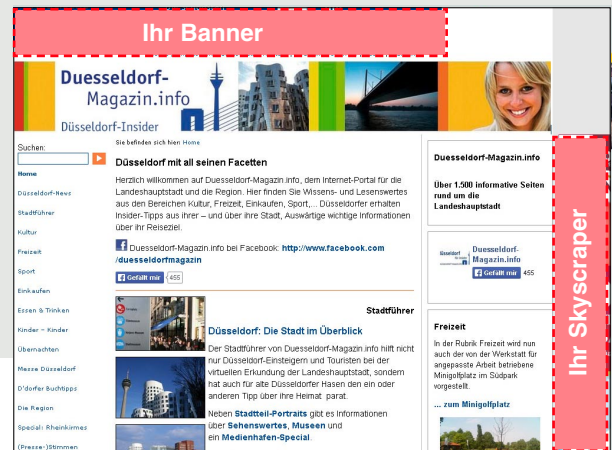 Ihr Banner
Duesseldorf-
Magazin.info
Düsseldorf-Insider
Suchen:
Home
Düsseldorf-News
Stadtführer
Kultur
Freizeit
Sport
Einkaufen
Essen & Trinken
Kinder - Kinder
Übernachten
Messe Düsseldorf
D'dorfer Buchtipps
Die Region
Special: Rheinkirmes
(Presse-)Stimmen
Sie befinden sich hier: Home
Düsseldorf mit all seinen Facetten
Herzlich willkommen auf Duesseldorf-Magazin.info, dem Internet-Portal für die
Landeshauptstadt und die Region. Hier finden Sie Wissens- und Lesenswertes
aus den Bereichen Kultur, Freizeit, Einkaufen, Sport,... Düsseldorfer erhalten
Insider-Tipps aus ihrer – und über ihre Stadt, Auswärtige wichtige Informationen
über ihr Reiseziel.
Duesseldorf-Magazin.info bei Facebook: http://www.facebook.com
/duesseldorfmagazin
Gefällt mir 455
Stadtführer
Düsseldorf: Die Stadt im Überblick
Der Stadtführer von Duesseldorf-Magazin.info hilft nicht
nur Düsseldorf-Einsteigern und Touristen bei der
virtuellen Erkundung der Landeshauptstadt, sondern
hat auch für alte Düsseldorfer Hasen den ein oder
anderen Tipp über ihre Heimat parat.
Neben Stadtteil-Portraits gibt es Informationen
über Sehenswertes, Museen und
ein Medienhafen-Special.
Duesseldorf-Magazin.info
Über 1.500 informative Seiten
rund um die
Landeshauptstadt
Duesseldorf-
Magazin.info
Gefällt mir 455
Freizeit
In der Rubrik Freizeit wird nun
auch der von der Werkstatt für
angepasste Arbeit betriebene
Minigolfplatz im Südpark
vorgestellt.
... zum Minigolfplatz
Ihr Skyscraper